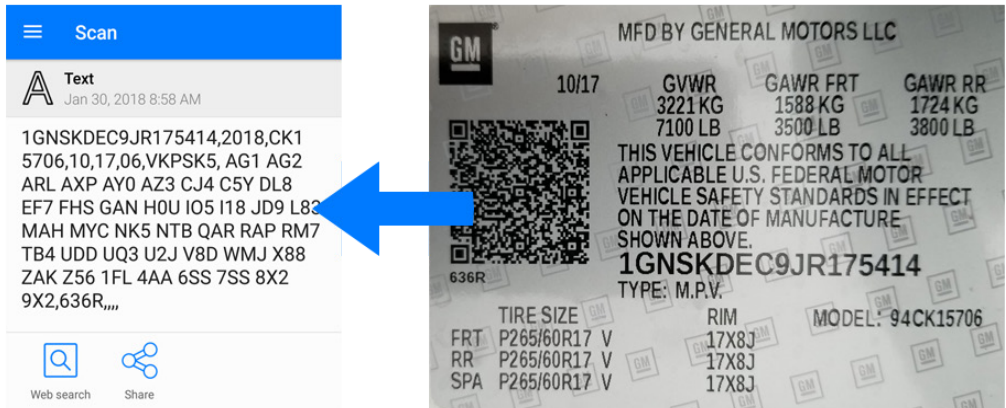 Scan
Text
Jan 30, 2018 8:58 AM
1GNSKDEC9JR175414,2018,CK1
5706,10,17,06,VKPSK5, AG1 AG2
ARL AXP AY0 AZ3 CJ4 C5Y DL8
EF7 FHS GAN H0U IO5 I18 JD9 L83
MAH MYC NK5 NTB QAR RAP RM7
TB4 UDD UQ3 U2J V8D WMJ X88
ZAK Z56 1FL 4AA 6SS 7SS 8X2
9X2,636R,,,,
Web search
Share
GM
MFD BY GENERAL MOTORS LLC
10/17 GVWR GAWR FRT GAWR RR
3221 KG 1588 KG 1724 KG
7100 LB 3500 LB 3800 LB
THIS VEHICLE CONFORMS TO ALL
APPLICABLE U.S. FEDERAL MOTOR
VEHICLE SAFETY STANDARDS IN EFFECT
ON THE DATE OF MANUFACTURE
SHOWN ABOVE.
1GNSKDEC9JR175414
636R
TYPE: M.P.V.
TIRE SIZE RIM MODEL: 94CK15706
FRT P265/60R17 V 17X8J
RR P265/60R17 V 17X8J
SPA P265/60R17 V 17X8J